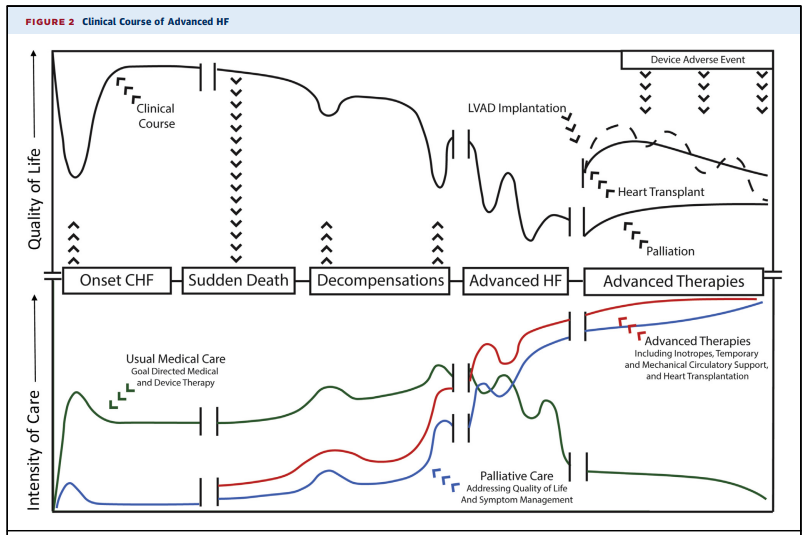 FIGURE 2 Clinical Course of Advanced HF
Device Adverse Event
LVAD Implantation
Clinical
Course
Quality of Life
Heart Transplant
Palliation
Onset CHF
Sudden Death
Decompensations
Advanced HF
Advanced Therapies
Intensity of Care
Usual Medical Care
Goal Directed Medical
and Device Therapy
Advanced Therapies
Including Inotropes, Temporary
and Mechanical Circulatory Support,
and Heart Transplantation
Palliative Care
Addressing Quality of Life
And Symptom Management